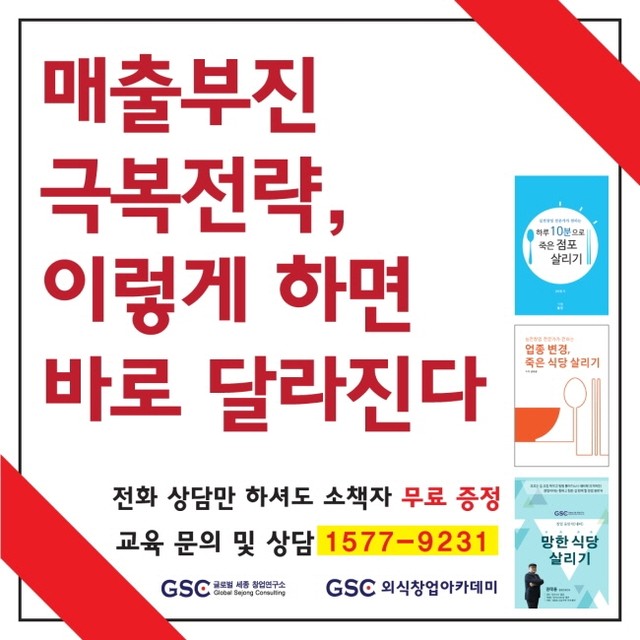 매출부진
극복전략,
이렇게 하면
바로 달라진다
하루 10분으로
죽은 점포
살리기
업종 변경,
죽은 식당 살리기
GSC
망한 식당
살리기
전화 상담만 하셔도 소책자 무료 증정
교육 문의 및 상담 1577-9231
GSC 글로벌 세종 창업연구소
Global Sejong Consulting
GSC 외식창업아카데미